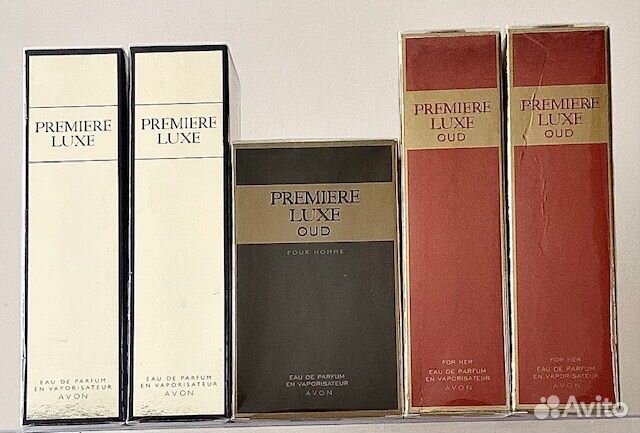 PREMIERE
LUXE
EAU DE PARFUM
EN VAPORISATEUR
AVON
PREMIERE
LUXE
EAU DE PARFUM
EN VAPORISATEUR
AVON
PREMIERE
LUXE
OUD
POUR HOMME
EAU DE PARFUM
EN VAPORISATEUR
AVON
PREMIERE
LUXE
OUD
FOR HER
EAU DE PARFUM
EN VAPORISATEUR
AVON
PREMIERE
LUXE
OUD
FOR HER
EAU DE PARFUM
EN VAPORISATEUR
AVON
Avito